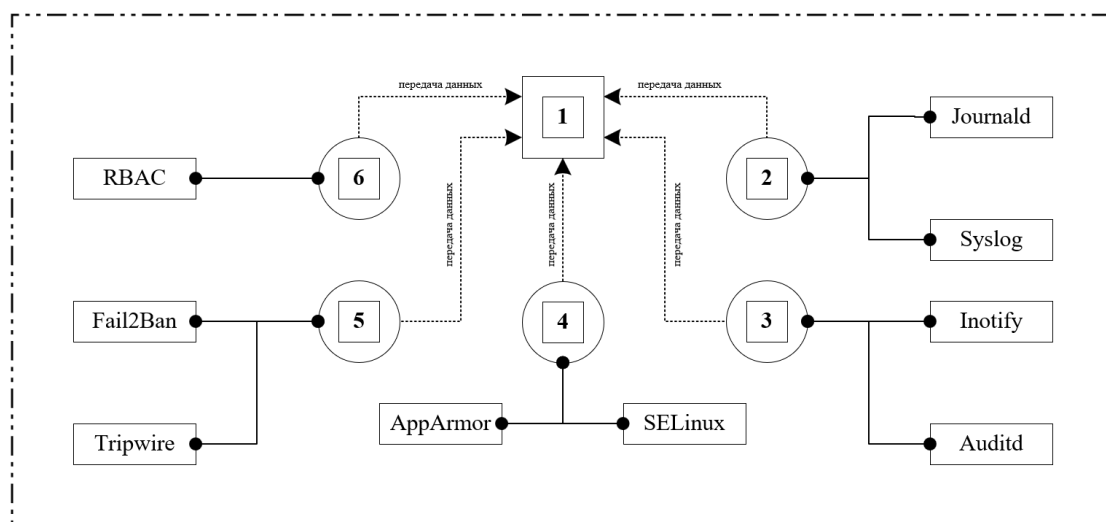 передача данных
передача данных
1
Journald
RBAC
6
2
передача данных
передача данных
передача данных
Syslog
Fail2Ban
5
4
3
Inotify
AppArmor
SELinux
Tripwire
Auditd